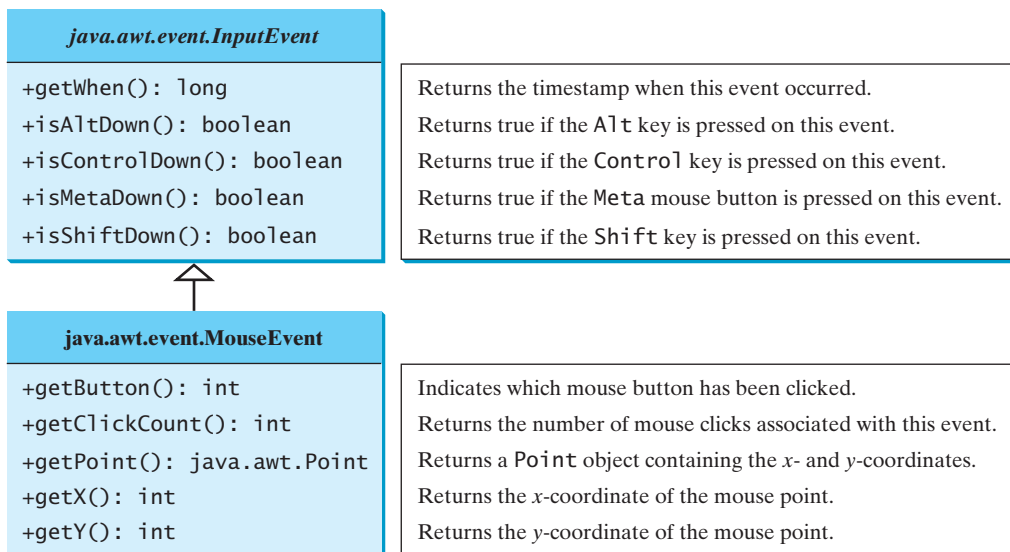 java.awt.event.InputEvent
+getWhen(): long
Returns the timestamp when this event occurred.
+isAltDown(): boolean
Returns true if the Alt key is pressed on this event.
+isControlDown(): boolean
Returns true if the Control key is pressed on this event.
+isMetaDown(): boolean
Returns true if the Meta mouse button is pressed on this event.
+isShiftDown(): boolean
Returns true if the Shift key is pressed on this event.
java.awt.event.MouseEvent
+getButton(): int
Indicates which mouse button has been clicked.
+getClickCount(): int
Returns the number of mouse clicks associated with this event.
+getPoint(): java.awt.Point
Returns a Point object containing the x- and y-coordinates.
+getX(): int
Returns the x-coordinate of the mouse point.
+getY(): int
Returns the y-coordinate of the mouse point.